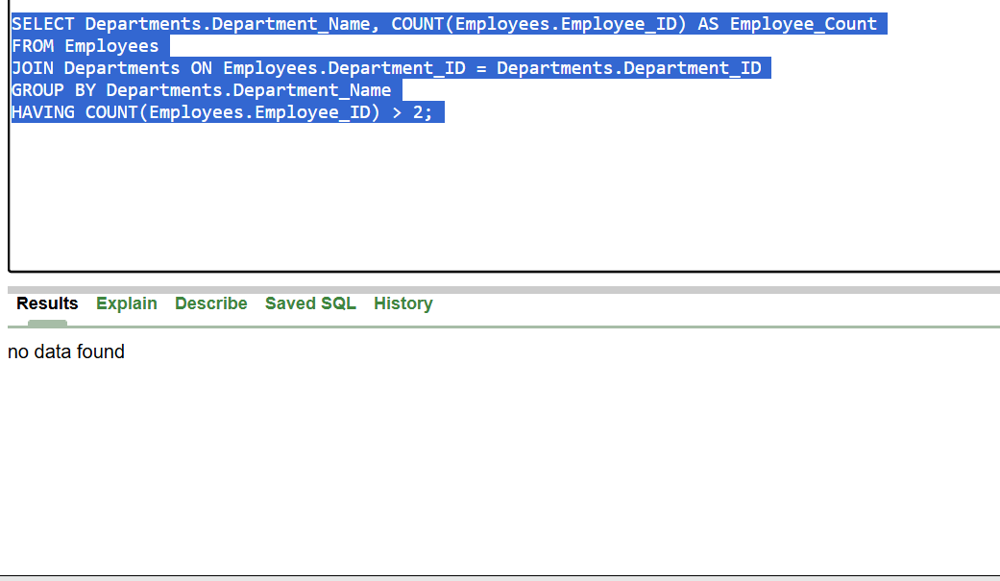 SELECT Departments.Department_Name, COUNT(Employees.Employee_ID) AS Employee_Count
FROM Employees
JOIN Departments ON Employees.Department_ID = Departments.Department_ID
GROUP BY Departments.Department_Name
HAVING COUNT(Employees.Employee_ID) > 2;
Results Explain Describe Saved SQL History
no data found